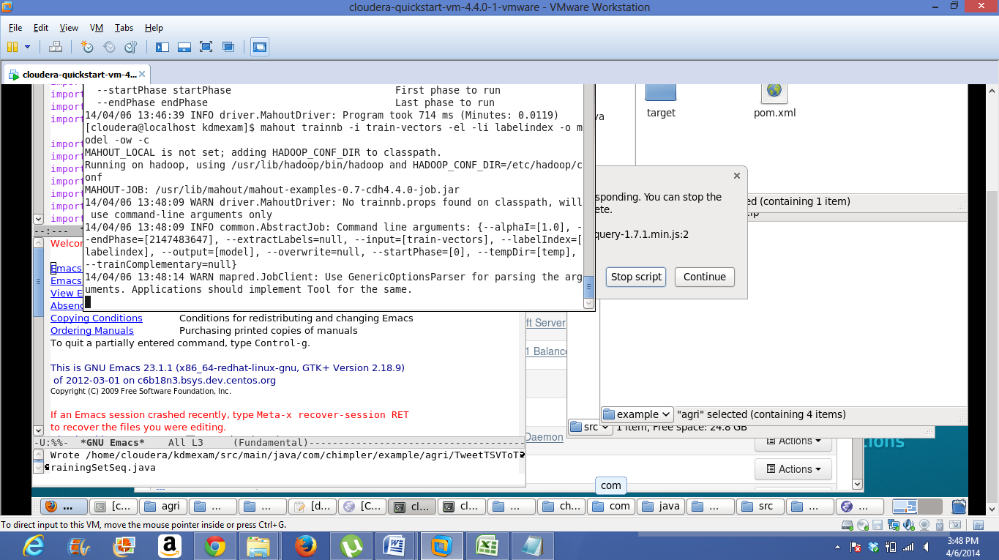 cloudera-quickstart-vm-4.4.0-1-vmware - VMware Workstation
File Edit View VM Tabs Help
cloudera-quickstart-vm-4...
import
import
import
import
import
import
import
import
import
import
--:---
Welcom
Emacs
Emacs
View E
Absenc
Copying Conditions Conditions for redistributing and changing Emacs
Ordering Manuals Purchasing printed copies of manuals
To quit a partially entered command, type Control-g.
This is GNU Emacs 23.1.1 (x86_64-redhat-linux-gnu, GTK+ Version 2.18.9)
of 2012-03-01 on c6b18n3.bsys.dev.centos.org
Copyright (C) 2009 Free Software Foundation, Inc.
If an Emacs session crashed recently, type Meta-x recover-session RET
to recover the files you were editing.
-U:%%- *GNU Emacs* All L3 (Fundamental)
Wrote /home/cloudera/kdmexam/src/main/java/com/chimpler/example/agri/TweetTSVToT
rainingSetSeq.java
--startPhase startPhase First phase to run
--endPhase endPhase Last phase to run
14/04/06 13:46:39 INFO driver.MahoutDriver: Program took 714 ms (Minutes: 0.0119)
[cloudera@localhost kdmexam]$ mahout trainnb -i train-vectors -el -li labelindex -o m
odel -ow -c
MAHOUT_LOCAL is not set; adding HADOOP_CONF_DIR to classpath.
Running on hadoop, using /usr/lib/hadoop/bin/hadoop and HADOOP_CONF_DIR=/etc/hadoop/c
onf
MAHOUT-JOB: /usr/lib/mahout/mahout-examples-0.7-cdh4.4.0-job.jar
14/04/06 13:48:09 WARN driver.MahoutDriver: No trainnb.props found on classpath, will
use command-line arguments only
14/04/06 13:48:09 INFO common.AbstractJob: Command line arguments: {--alphaI=[1.0], -
-endPhase=[2147483647], --extractLabels=null, --input=[train-vectors], --labelIndex=[
labelindex], --output=[model], --overwrite=null, --startPhase=[0], --tempDir=[temp],
--trainComplementary=null}
14/04/06 13:48:14 WARN mapred.JobClient: Use GenericOptionsParser for parsing the arg
uments. Applications should implement Tool for the same.
va
target pom.xml
sponding. You can stop the
ete.
query-1.7.1.min.js:2
Stop script Continue
ed (containing 1 item)
ft Server
1 Balance
Daemon
example "agri" selected (containing 4 items)
src 1 item, Free space: 24.8 GB
Actions
Actions
tions
com
... [c... agri ... ... [d... [C... cl... cl... ... ch... com java ... src ... ...
To direct input to this VM, move the mouse pointer inside or press Ctrl+G.
3:48 PM
4/6/2014